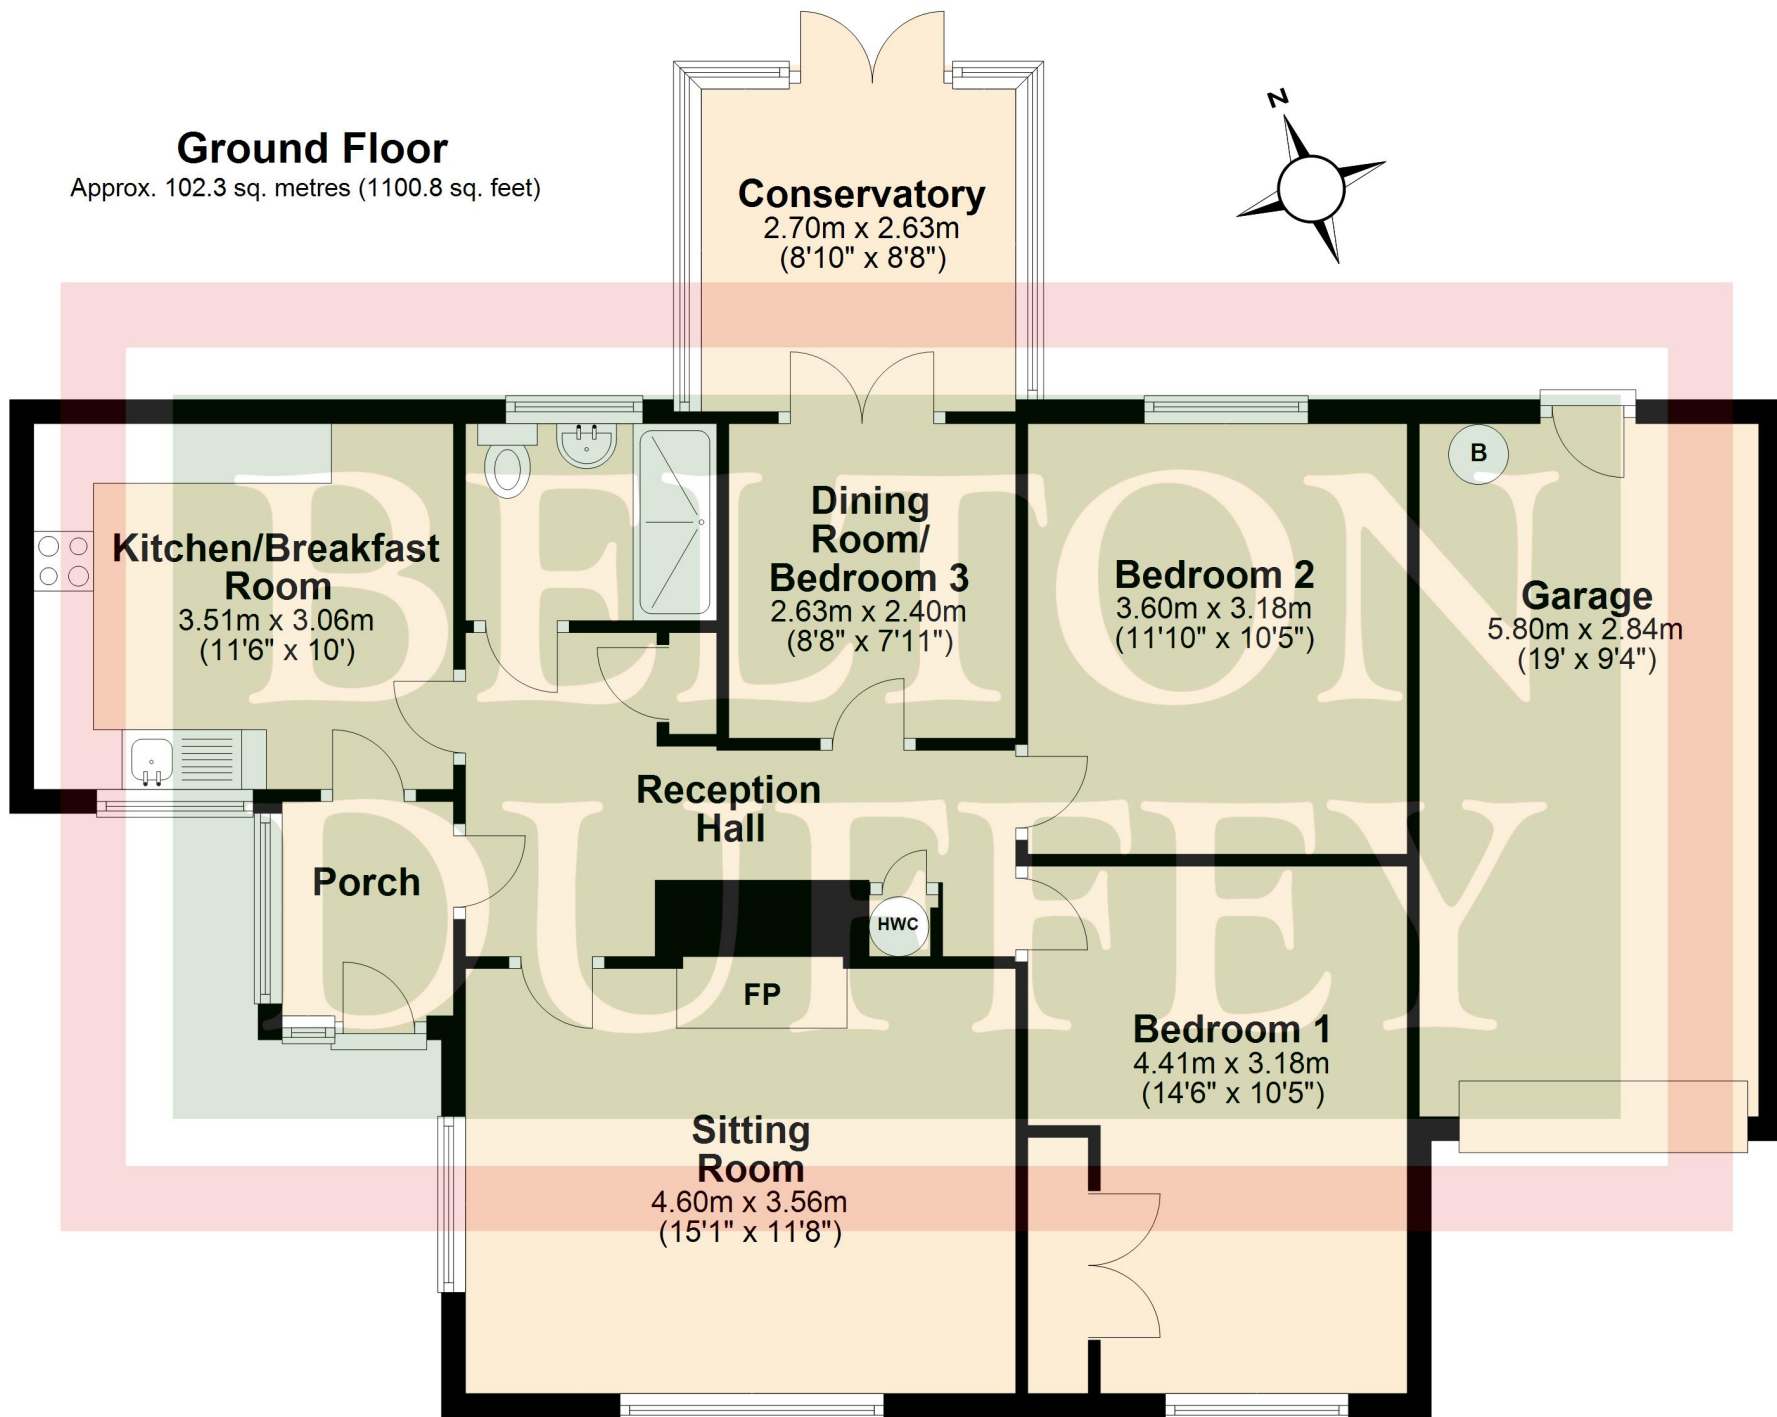 Ground Floor
Approx. 102.3 sq. metres (1100.8 sq. feet)
N
Conservatory
2.70m x 2.63m
(8'10" x 8'8")
Kitchen/Breakfast
Room
3.51m x 3.06m
(11'6" x 10')
Dining
Room/
Bedroom 3
2.63m x 2.40m
(8'8" x 7'11")
Bedroom 2
3.60m x 3.18m
(11'10" x 10'5")
B
Garage
5.80m x 2.84m
(19' x 9'4")
BELTON
DUFFEY
Reception
Hall
Porch
HWC
FP
Bedroom 1
4.41m x 3.18m
(14'6" x 10'5")
Sitting
Room
4.60m x 3.56m
(15'1" x 11'8")